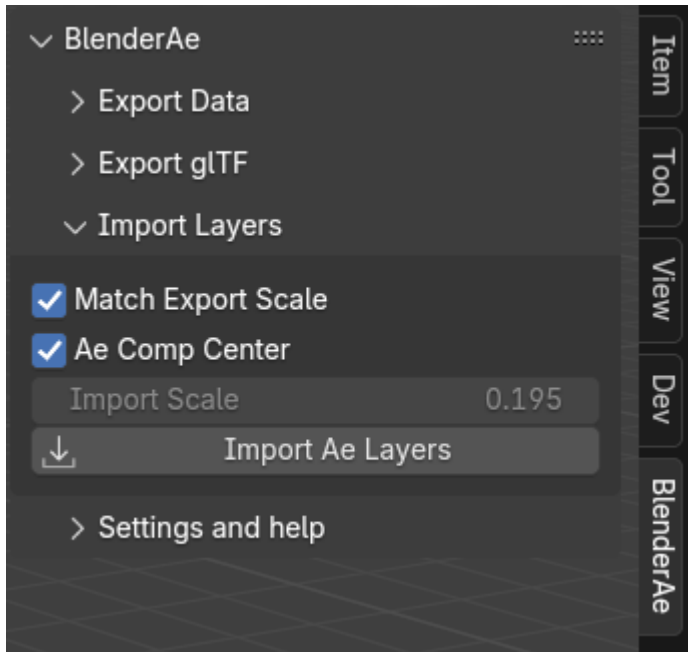 BlenderAe
Export Data
Export glTF
Import Layers
Match Export Scale
Ae Comp Center
Import Scale 0.195
Import Ae Layers
Settings and help
Item
Tool
View
Dev
BlenderAe